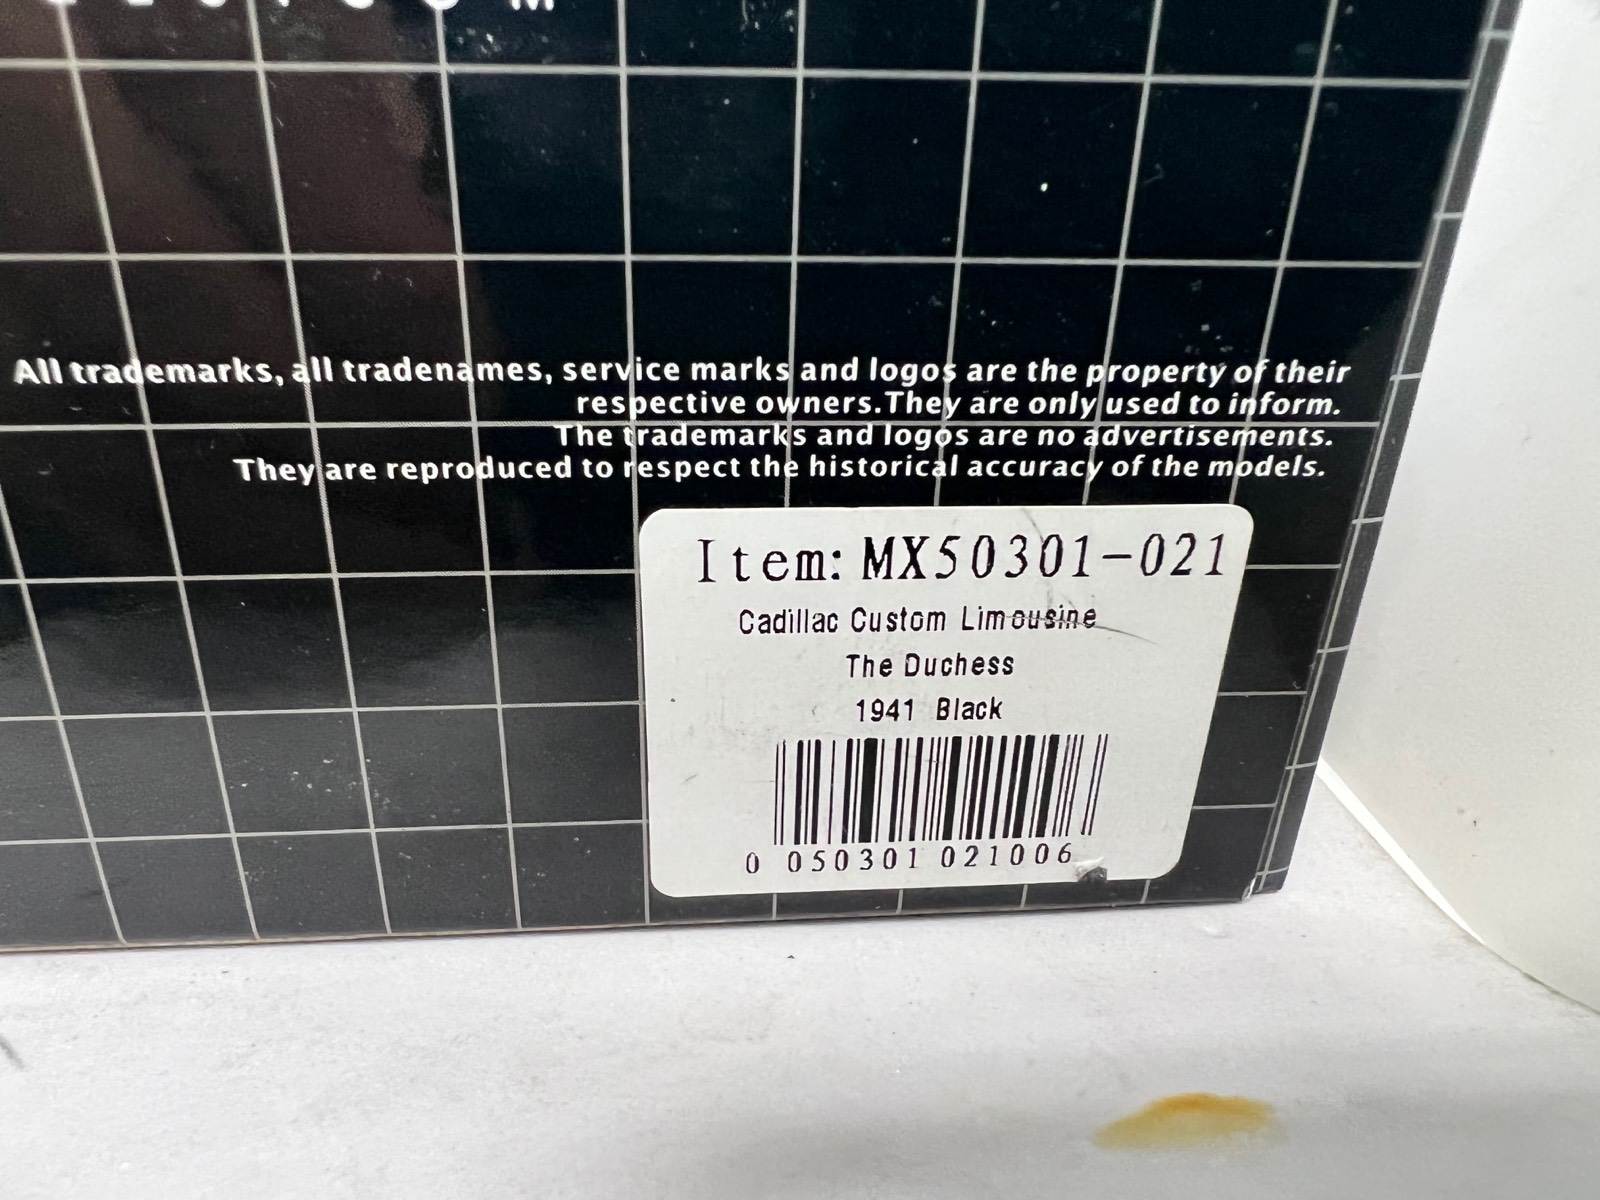 All trademarks, all tradenames, service marks and logos are the property of their
respective owners.They are only used to inform.
The trademarks and logos are no advertisements.
They are reproduced to respect the historical accuracy of the models.
Item: MX50301-021
Cadillac Custom Limousine
The Duchess
1941 Black
0 050301 021006